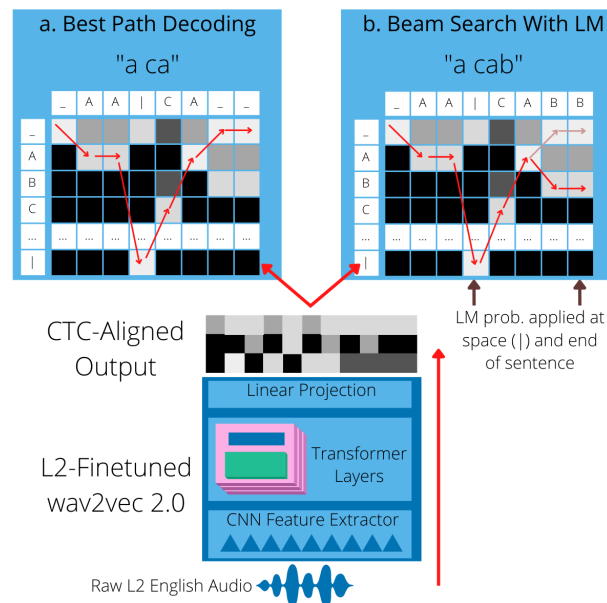 a. Best Path Decoding
"a ca"
_ A A | C A _ _
_
A
B
C
... ... ... ... ... ... ... ... ...
|
b. Beam Search With LM
"a cab"
_ A A | C A B B
_
A
B
C
... ... ... ... ... ... ... ... ...
|
LM prob. applied at
space (|) and end
of sentence
CTC-Aligned
Output
Linear Projection
L2-Finetuned
wav2vec 2.0
Transformer
Layers
CNN Feature Extractor
Raw L2 English Audio